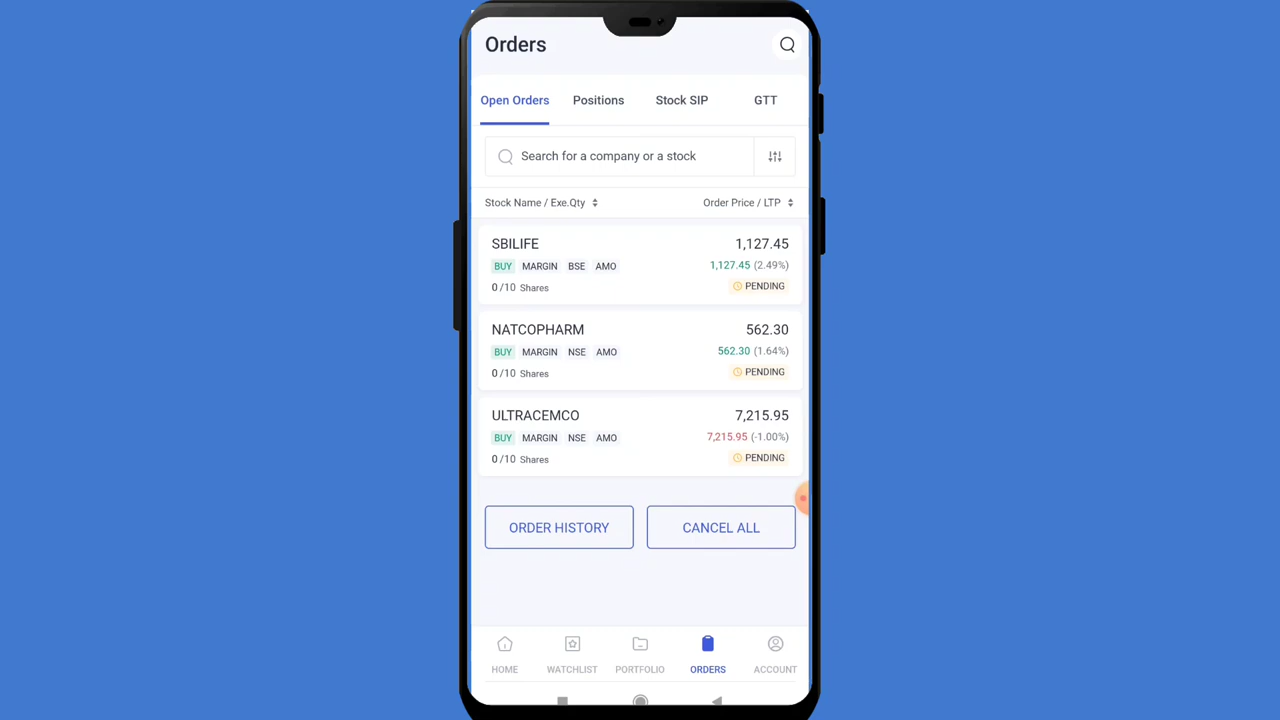 Orders
Open Orders Positions Stock SIP GTT
Search for a company or a stock
Stock Name / Exe.Qty Order Price / LTP
SBILIFE 1,127.45
BUY MARGIN BSE AMO 1,127.45 (2.49%)
0/10 Shares PENDING
NATCOPHARM 562.30
BUY MARGIN NSE AMO 562.30 (1.64%)
0/10 Shares PENDING
ULTRACEMCO 7,215.95
BUY MARGIN NSE AMO 7,215.95 (-1.00%)
0/10 Shares PENDING
ORDER HISTORY CANCEL ALL
HOME WATCHLIST PORTFOLIO ORDERS ACCOUNT